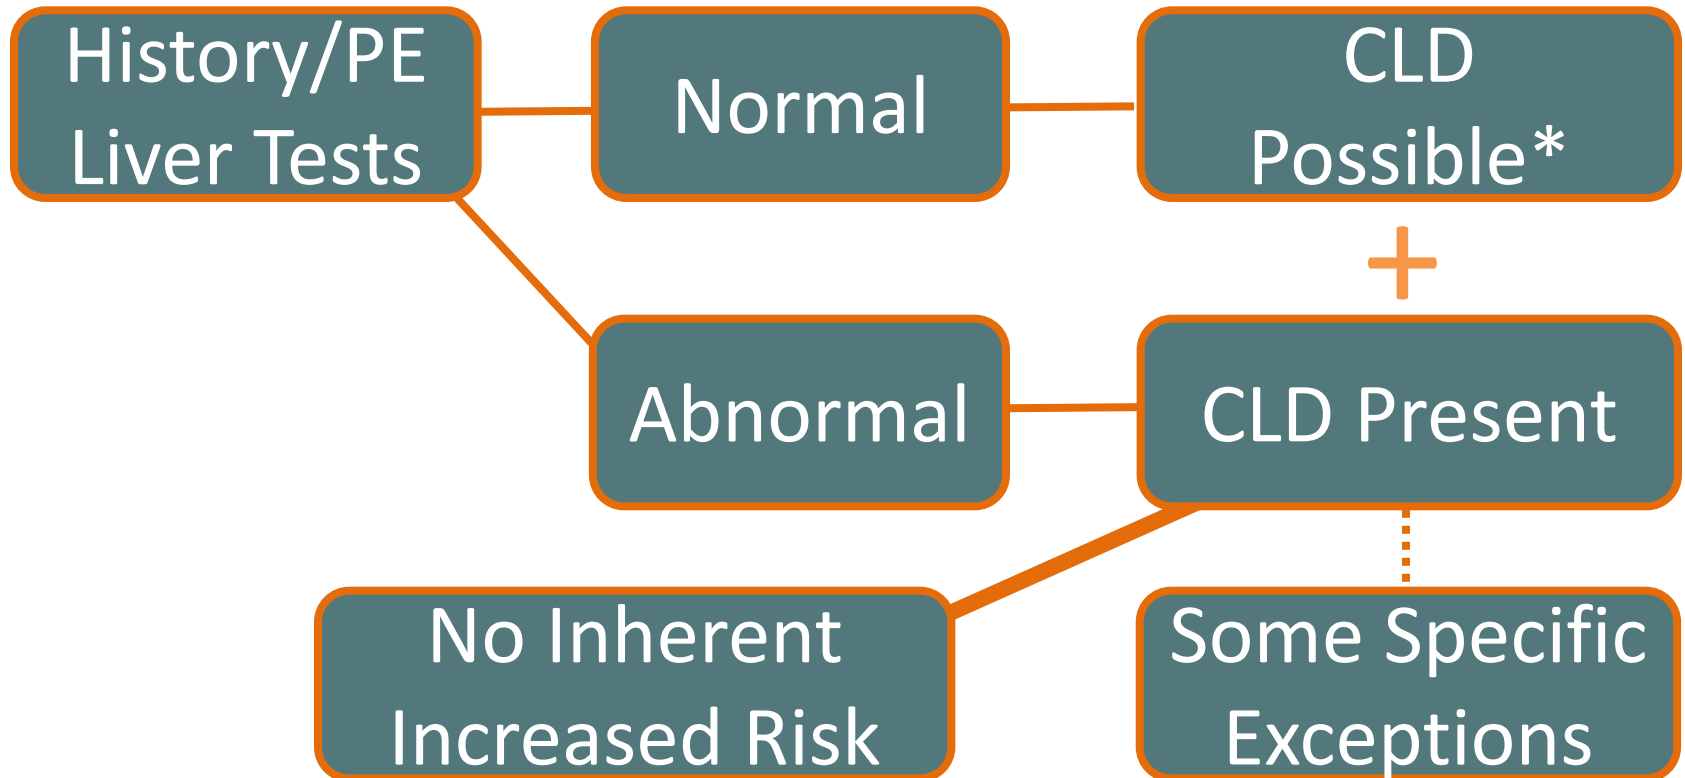 History/PE
Liver Tests
Normal
CLD
Possible*
+
Abnormal
CLD Present
No Inherent
Increased Risk
Some Specific
Exceptions